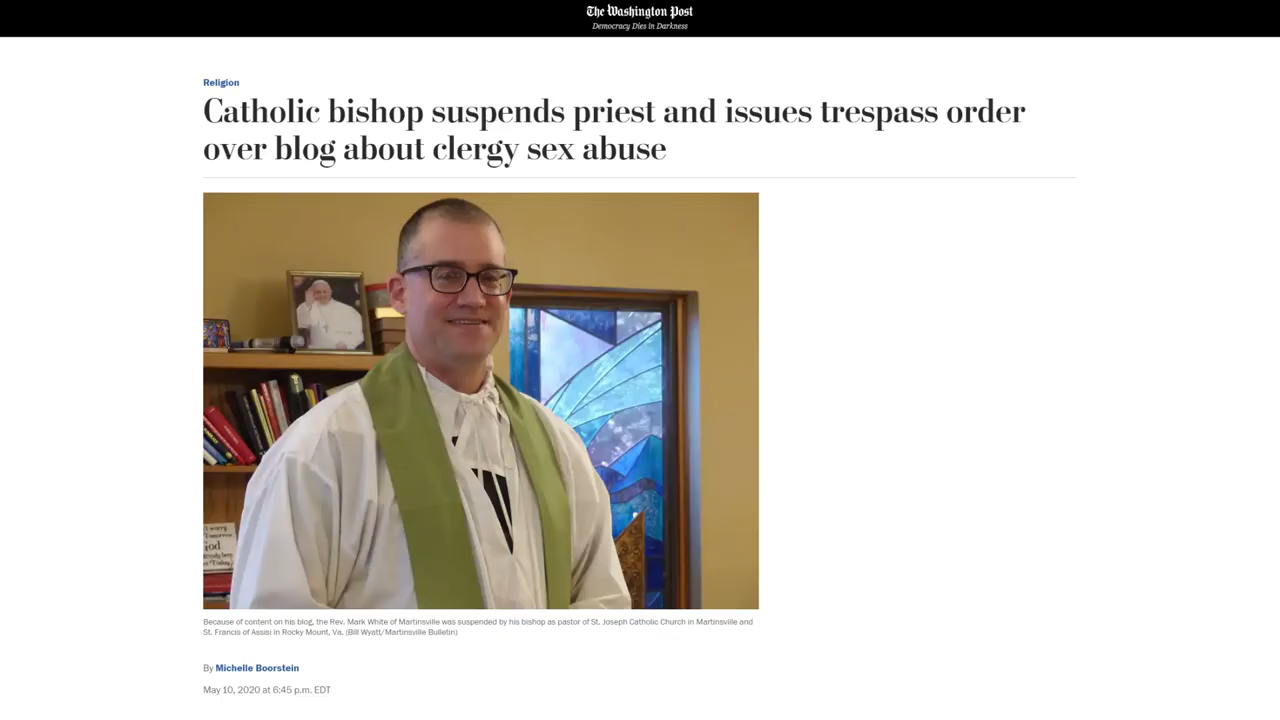 The Washington Post
Democracy Dies in Darkness
Religion
Catholic bishop suspends priest and issues trespass order
over blog about clergy sex abuse
God
Today
Because of content on his blog, the Rev. Mark White of Martinsville was suspended by his bishop as pastor of St. Joseph Catholic Church in Martinsville and
St. Francis of Assisi in Rocky Mount, Va. (Bill Wyatt/Martinsville Bulletin)
By Michelle Boorstein
May 10, 2020 at 6:45 p.m. EDT